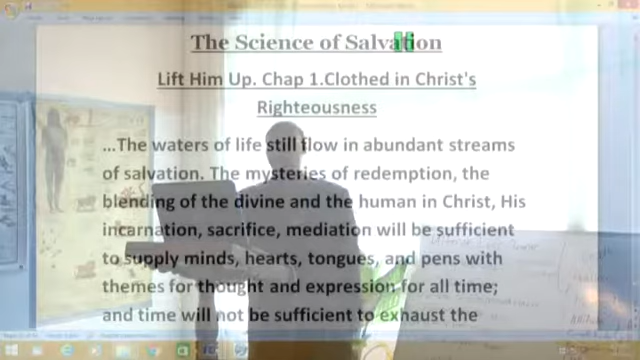 The Science of Salvation
Lift Him Up. Chap 1.Clothed in Christ's
Righteousness
...The waters of life still flow in abundant streams
of salvation. The mysteries of redemption, the
blending of the divine and the human in Christ, His
incarnation, sacrifice, mediation will be sufficient
to supply minds, hearts, tongues, and pens with
themes for thought and expression for all time;
and time will not be sufficient to exhaust the